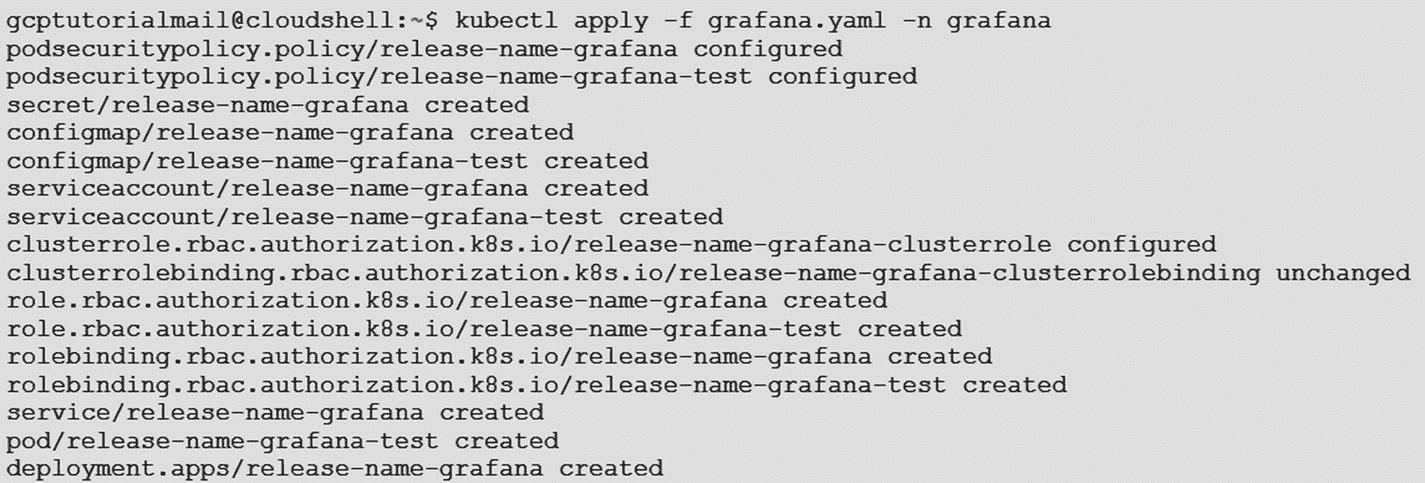 gcptutorialmail@cloudshell:~$ kubectl apply -f grafana.yaml -n grafana
podsecuritypolicy.policy/release-name-grafana configured
podsecuritypolicy.policy/release-name-grafana-test configured
secret/release-name-grafana created
configmap/release-name-grafana created
configmap/release-name-grafana-test created
serviceaccount/release-name-grafana created
serviceaccount/release-name-grafana-test created
clusterrole.rbac.authorization.k8s.io/release-name-grafana-clusterrole configured
clusterrolebinding.rbac.authorization.k8s.io/release-name-grafana-clusterrolebinding unchanged
role.rbac.authorization.k8s.io/release-name-grafana created
role.rbac.authorization.k8s.io/release-name-grafana-test created
rolebinding.rbac.authorization.k8s.io/release-name-grafana created
rolebinding.rbac.authorization.k8s.io/release-name-grafana-test created
service/release-name-grafana created
pod/release-name-grafana-test created
deployment.apps/release-name-grafana created